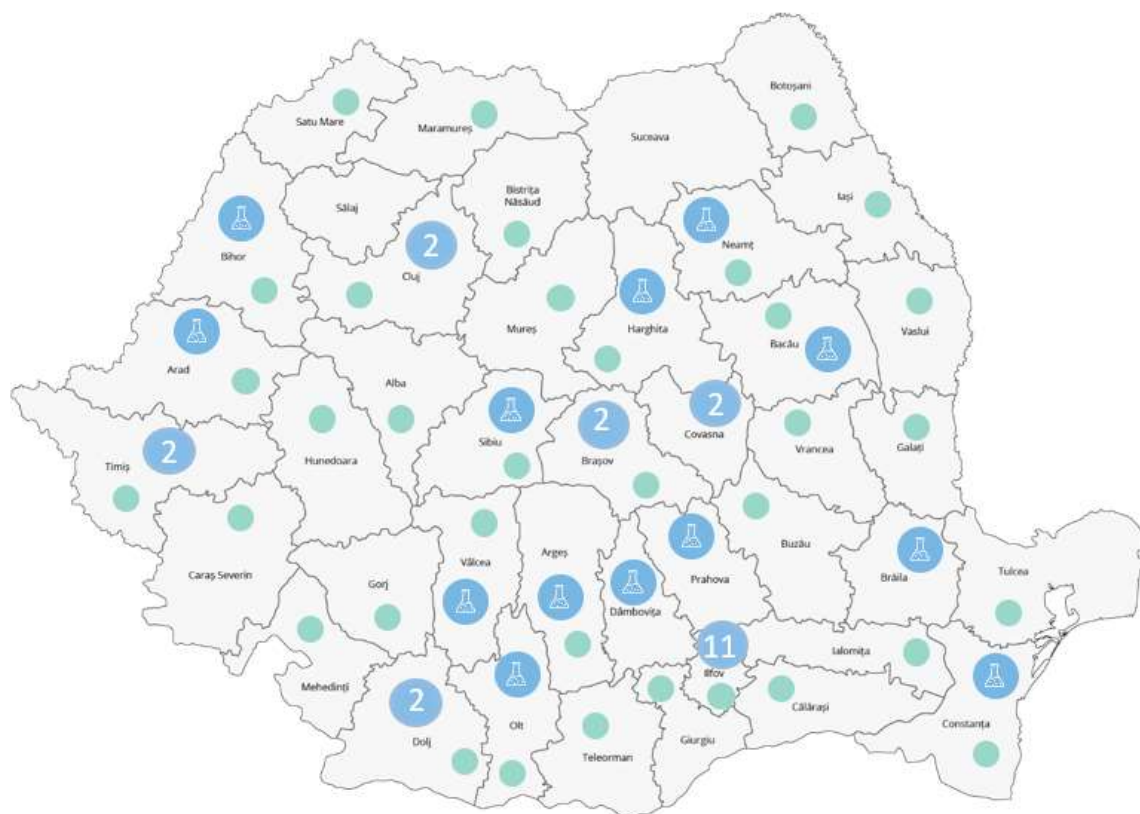 Botoșani
Satu Mare
Maramureș
Suceava
Bistrița
Năsăud
Iași
Sălaj
2
Neamț
Bihor
Cluj
Mureș
Harghita
Vaslui
Bacău
Arad
Alba
2
2
Covasna
Sibiu
Brașov
Vrancea
Galați
2
Timiș
Hunedoara
Argeș
Vâlcea
Buzău
Caraș Severin
Gorj
Prahova
Brăila
Tulcea
Dâmbovița
11
Ialomița
Ilfov
Mehedinți
2
Călărași
Olt
Constanța
Dolj
Giurgiu
Teleorman